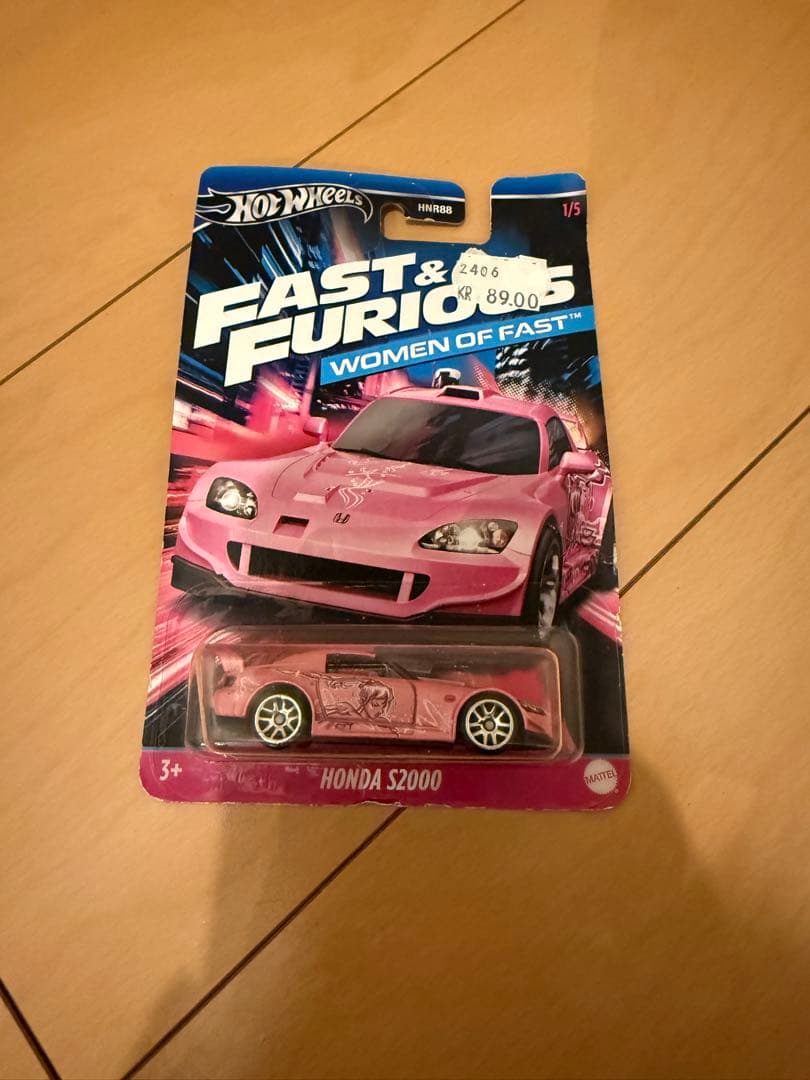 HOT WHEELS
HNR88
1/5
FAST &
2406
KR 89.00
FURIOUS
WOMEN OF FAST™
3+
HONDA S2000
MATTEL